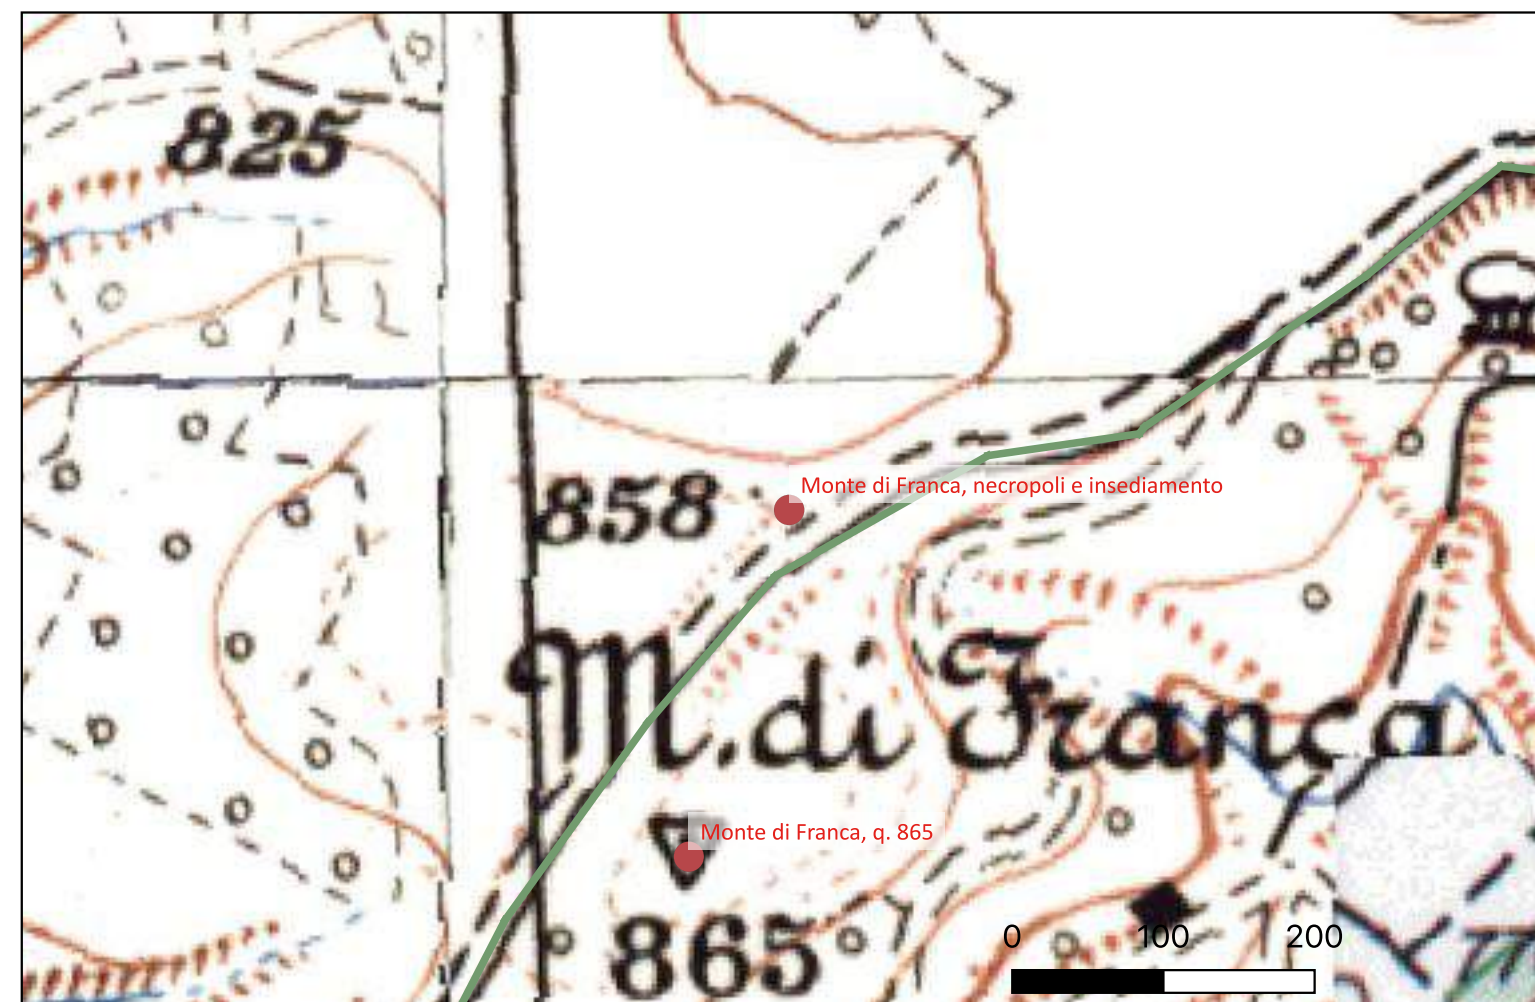 825
Monte di Franca, necropoli e insediamento
858
M. di Franca
Monte di Franca, q. 865
865
0 100 200